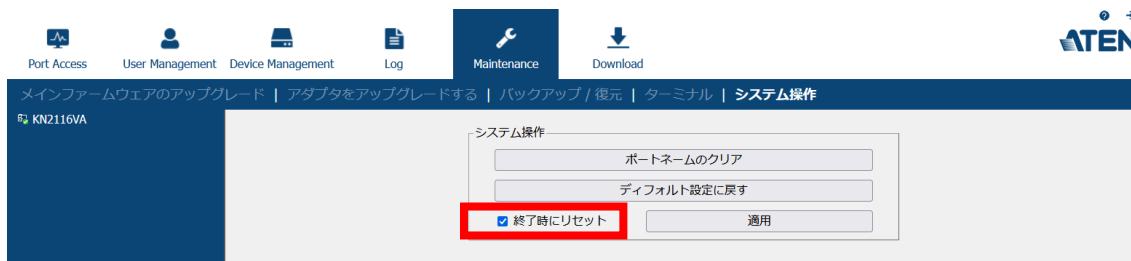 ATEN
Port Access User Management Device Management Log Maintenance Download
メインファームウェアのアップグレード | アダプタをアップグレードする | バックアップ / 復元 | ターミナル | システム操作
KN2116VA
システム操作
ポートネームのクリア
ディフォルト設定に戻す
終了時にリセット 適用